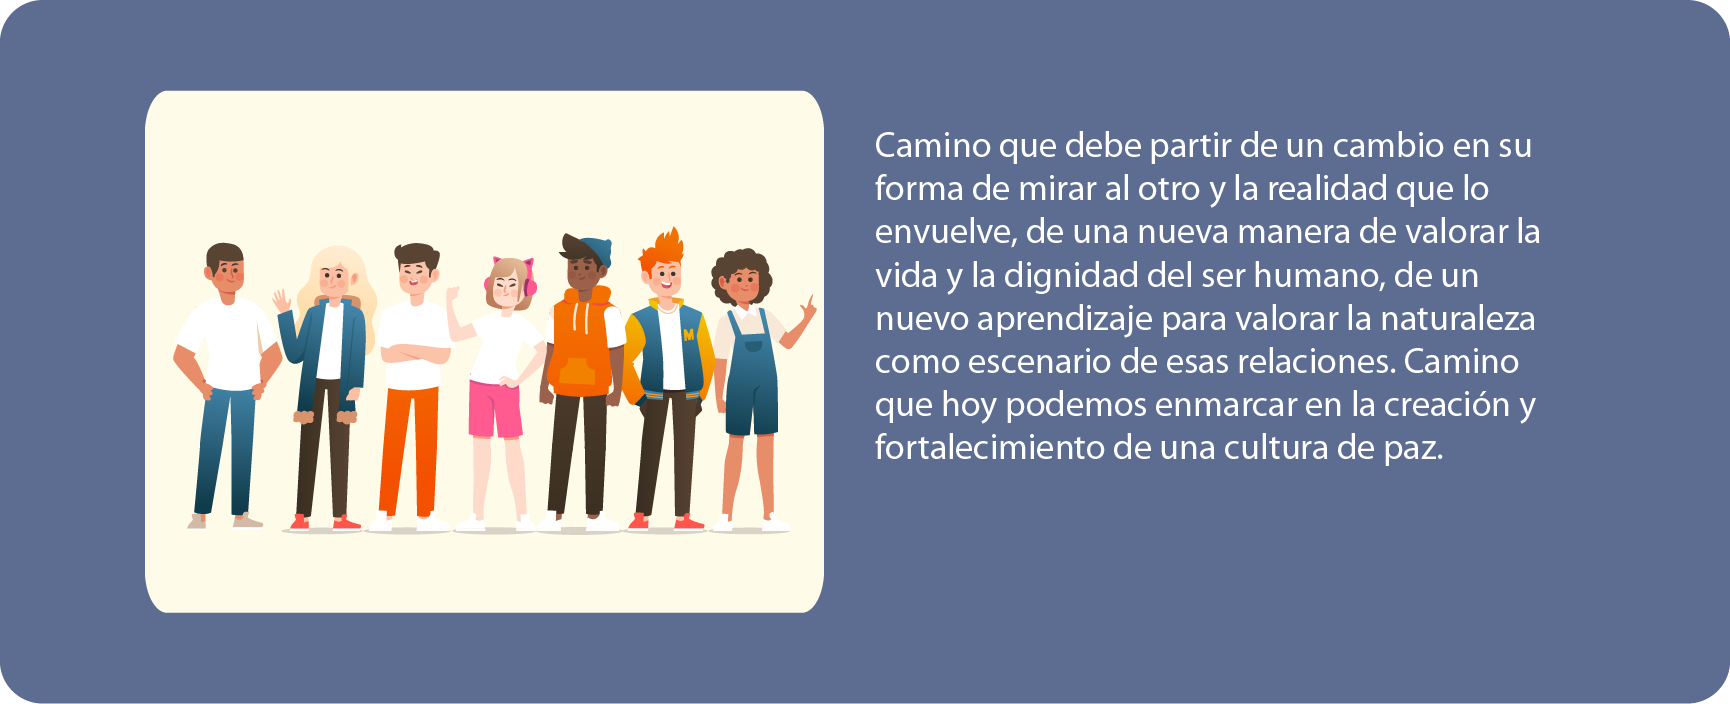 Camino que debe partir de un cambio en su
forma de mirar al otro y la realidad que lo
envuelve, de una nueva manera de valorar la
vida y la dignidad del ser humano, de un
nuevo aprendizaje para valorar la naturaleza
como escenario de esas relaciones. Camino
que hoy podemos enmarcar en la creación y
fortalecimiento de una cultura de paz.
M